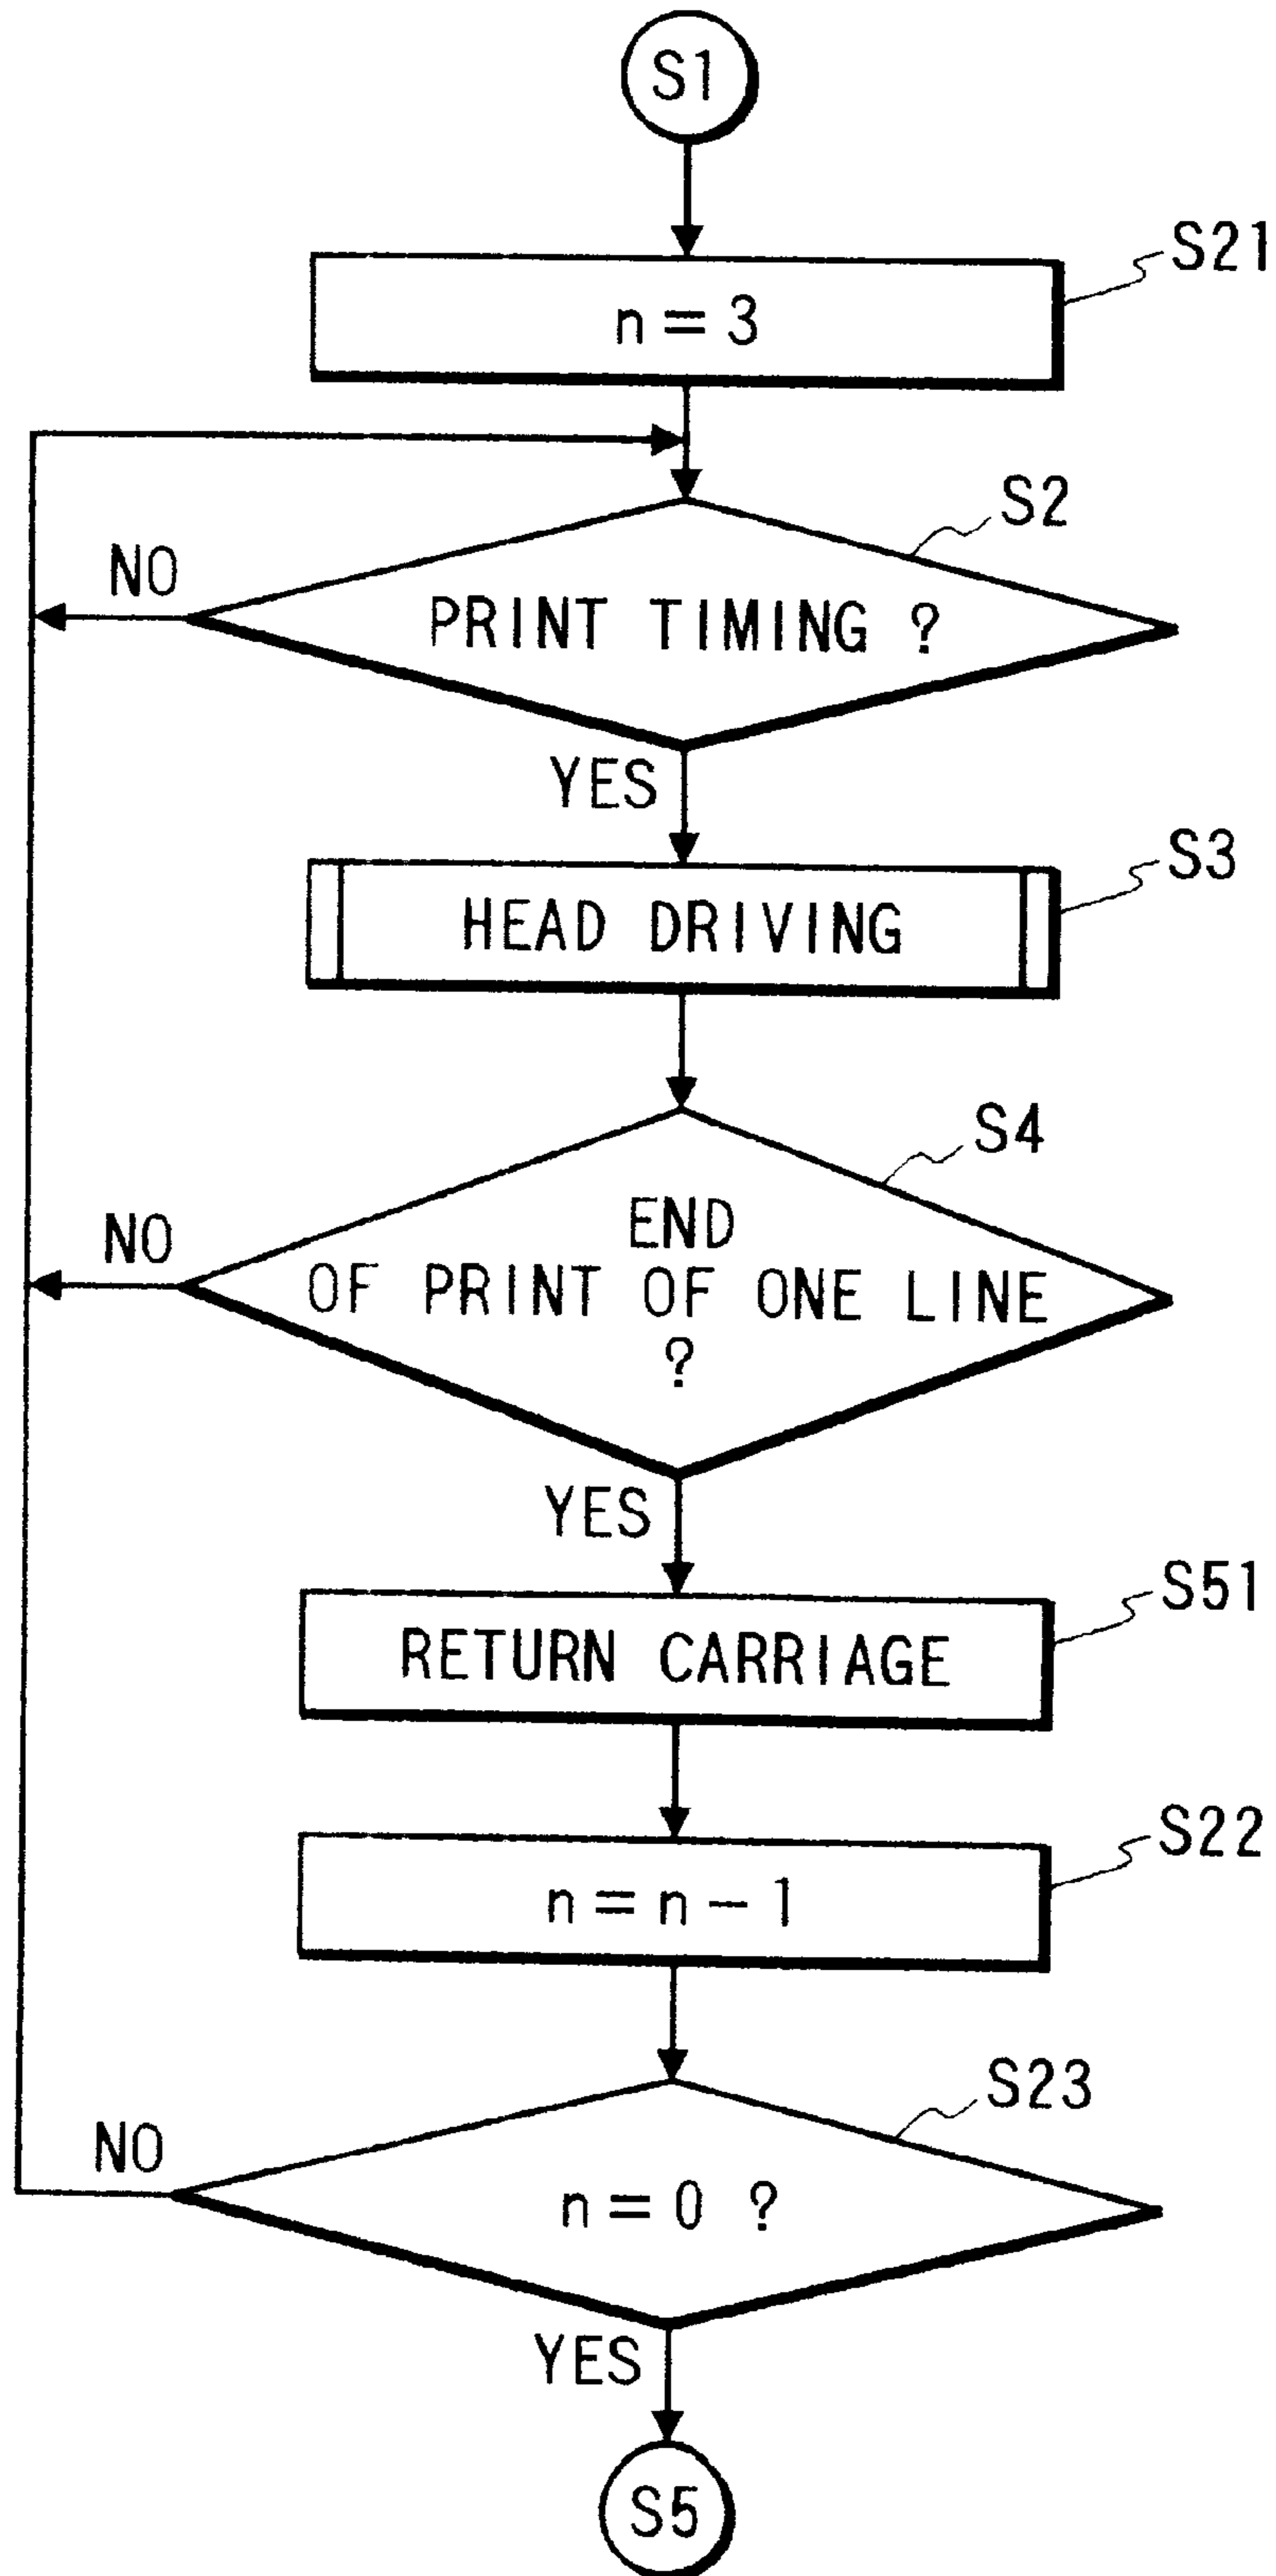 S1
S21
n = 3
S2
NO
PRINT TIMING ?
YES
S3
HEAD DRIVING
S4
NO
END
OF PRINT OF ONE LINE
?
YES
S51
RETURN CARRIAGE
S22
n = n - 1
S23
NO
n = 0 ?
YES
S5